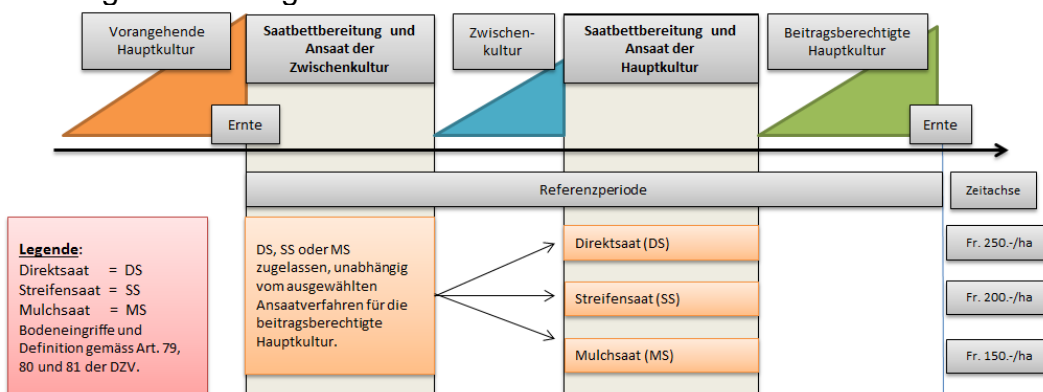 Vorangehende
Hauptkultur
Saatbettbereitung und
Ansaat der
Zwischenkultur
Zwischen-
kultur
Saatbettbereitung und
Ansaat der
Hauptkultur
Beitragsberechtigte
Hauptkultur
Ernte
Ernte
Referenzperiode
Zeitachse
Legende:
Direktsaat = DS
Streifensaat = SS
Mulchsaat = MS
Bodeneingriffe und
Definition gemäss Art. 79,
80 und 81 der DZV.
DS, SS oder MS
zugelassen, unabhängig
vom ausgewählten
Ansaatverfahren für die
beitragsberechtigte
Hauptkultur.
Direktsaat (DS)
Fr. 250.-/ha
Streifensaat (SS)
Fr. 200.-/ha
Mulchsaat (MS)
Fr. 150.-/ha